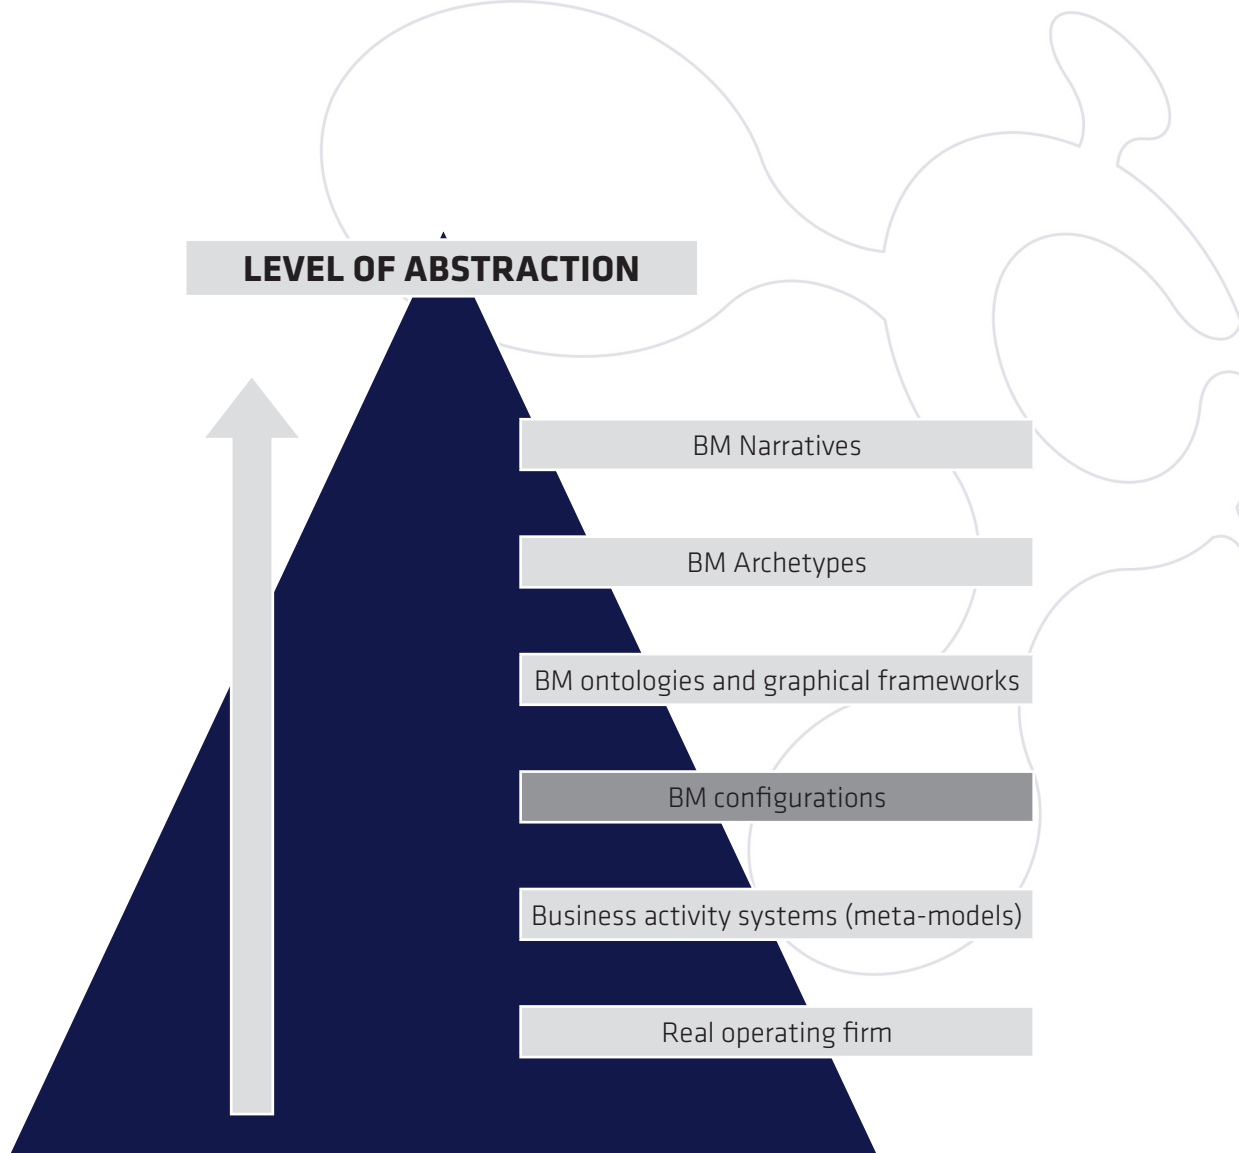 LEVEL OF ABSTRACTION
BM Narratives
BM Archetypes
BM ontologies and graphical frameworks
BM configurations
Business activity systems (meta-models)
Real operating firm